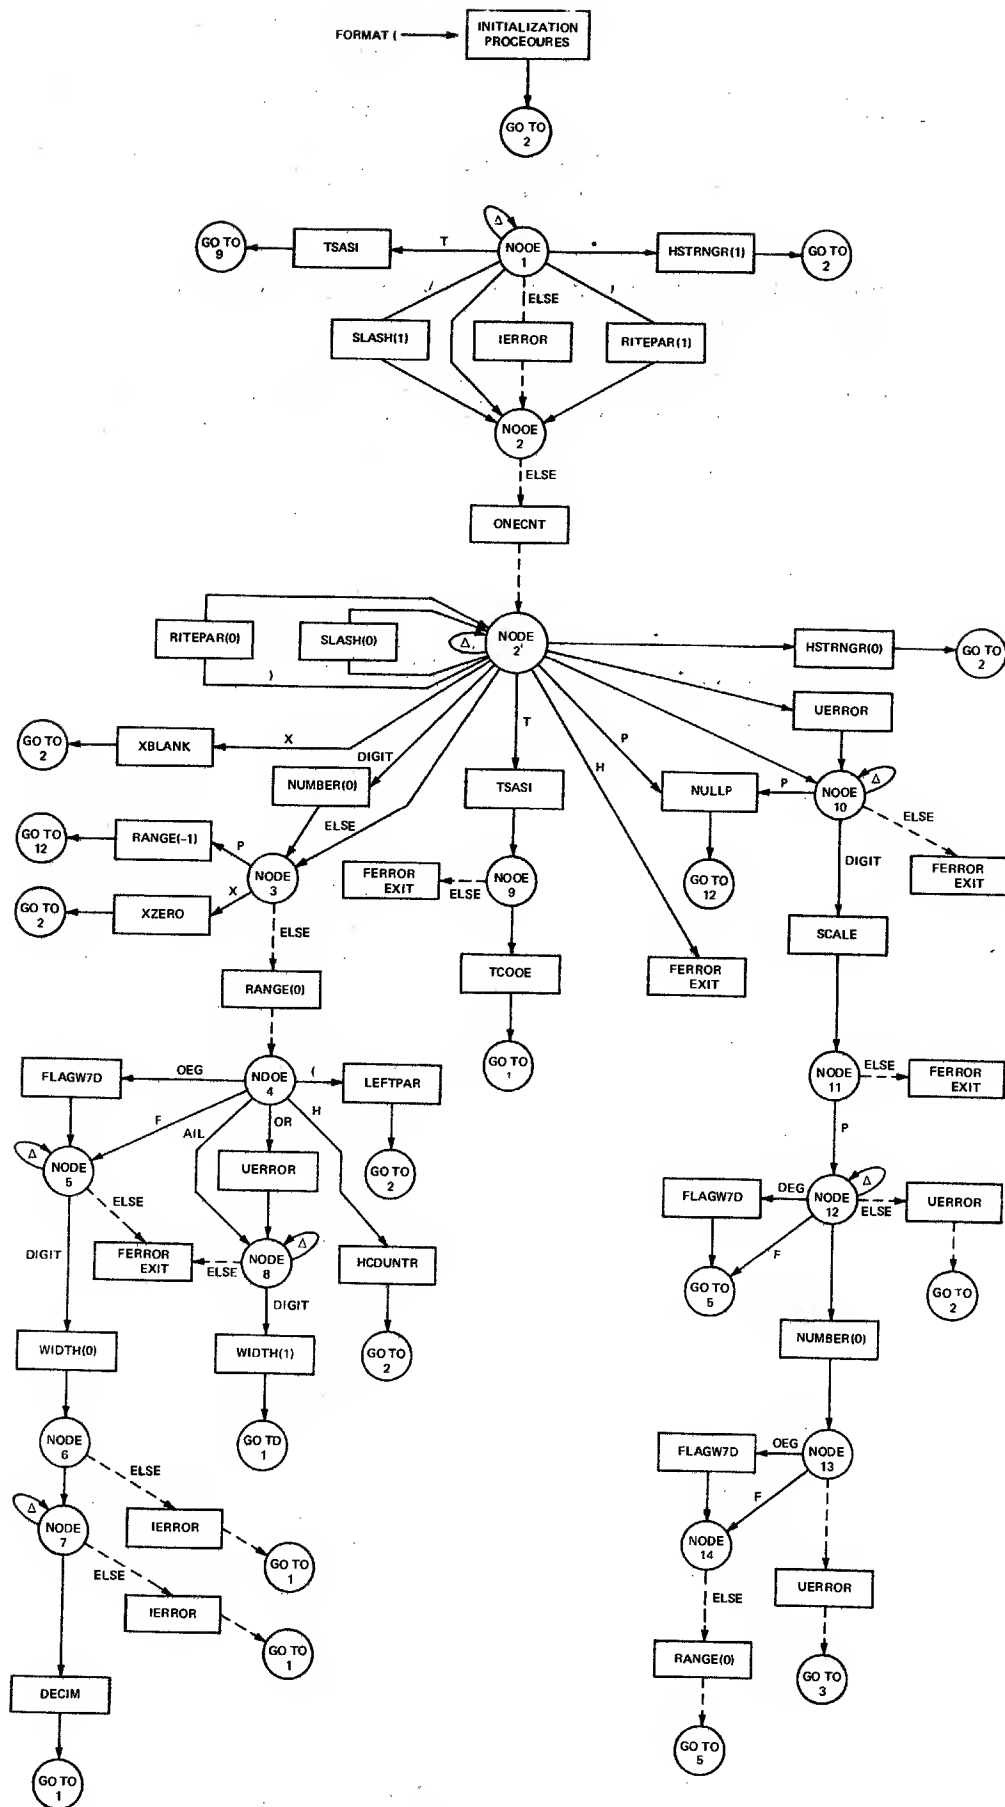 FORMAT (
INITIALIZATION
PROCEOURES
GO TO
2
GO TO
9
TSASI
T
Δ
NOOE
1
*
HSTRNGR(1)
GO TO
2
/
ELSE
)
SLASH(1)
IERROR
RITEPAR(1)
NOOE
2
ELSE
ONECNT
RITEPAR(0)
SLASH(0)
Δ
NODE
2'
*
HSTRNGR(0)
GO TO
2
)
UERROR
GO TO
2
XBLANK
X
DIGIT
T
P
H
NUMBER(0)
ELSE
TSASI
NULLP
P
NOOE
10
Δ
ELSE
GO TO
12
RANGE(-1)
P
NODE
3
FERROR
EXIT
ELSE
NOOE
9
GO TO
12
DIGIT
FERROR
EXIT
GO TO
2
XZERO
X
ELSE
SCALE
RANGE(0)
TCOOE
FERROR
EXIT
FLAGW7D
OEG
NDOE
4
(
LEFTPAR
GO TO
1
NODE
11
ELSE
FERROR
EXIT
F
AIL
OR
H
P
Δ
NODE
5
UERROR
GO TO
2
FLAGW7D
DEG
NODE
12
Δ
ELSE
UERROR
ELSE
DIGIT
FERROR
EXIT
ELSE
NODE
8
Δ
HCDUNTR
F
GO TO
5
GO TO
2
DIGIT
WIDTH(0)
WIDTH(1)
GO TO
2
NUMBER(0)
NODE
6
GO TD
1
FLAGW7D
OEG
NODE
13
ELSE
F
Δ
NODE
7
IERROR
NODE
14
ELSE
GO TO
1
ELSE
UERROR
IERROR
GO TO
1
RANGE(0)
GO TO
3
DECIM
GO TO
5
GO TO
1